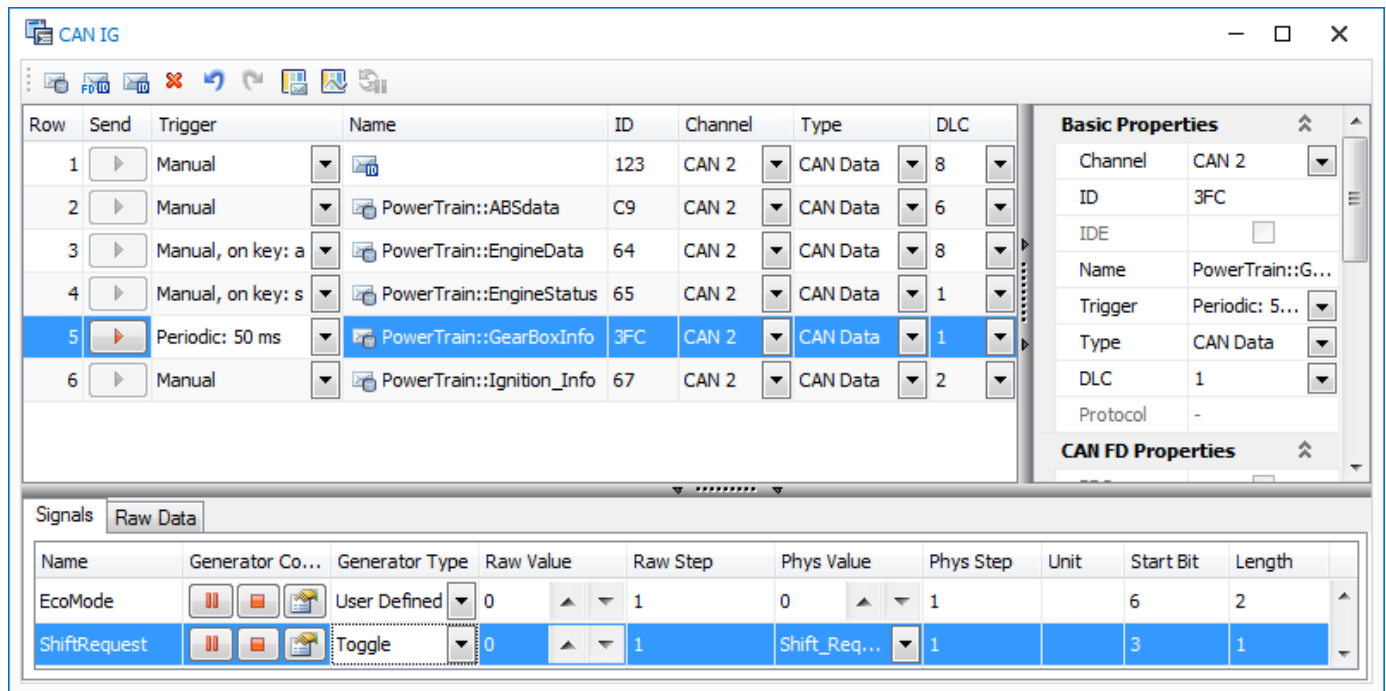 CAN IG
FD ID ID
Row Send Trigger Name ID Channel Type DLC
1 Manual ID 123 CAN 2 CAN Data 8
2 Manual PowerTrain::ABSdata C9 CAN 2 CAN Data 6
3 Manual, on key: a PowerTrain::EngineData 64 CAN 2 CAN Data 8
4 Manual, on key: s PowerTrain::EngineStatus 65 CAN 2 CAN Data 1
5 Periodic: 50 ms PowerTrain::GearBoxInfo 3FC CAN 2 CAN Data 1
6 Manual PowerTrain::Ignition_Info 67 CAN 2 CAN Data 2
Basic Properties
Channel CAN 2
ID 3FC
IDE
Name PowerTrain::G...
Trigger Periodic: 5...
Type CAN Data
DLC 1
Protocol -
CAN FD Properties
Signals Raw Data
Name Generator Co... Generator Type Raw Value Raw Step Phys Value Phys Step Unit Start Bit Length
EcoMode User Defined 0 1 0 1 6 2
ShiftRequest Toggle 0 1 Shift_Req... 1 3 1